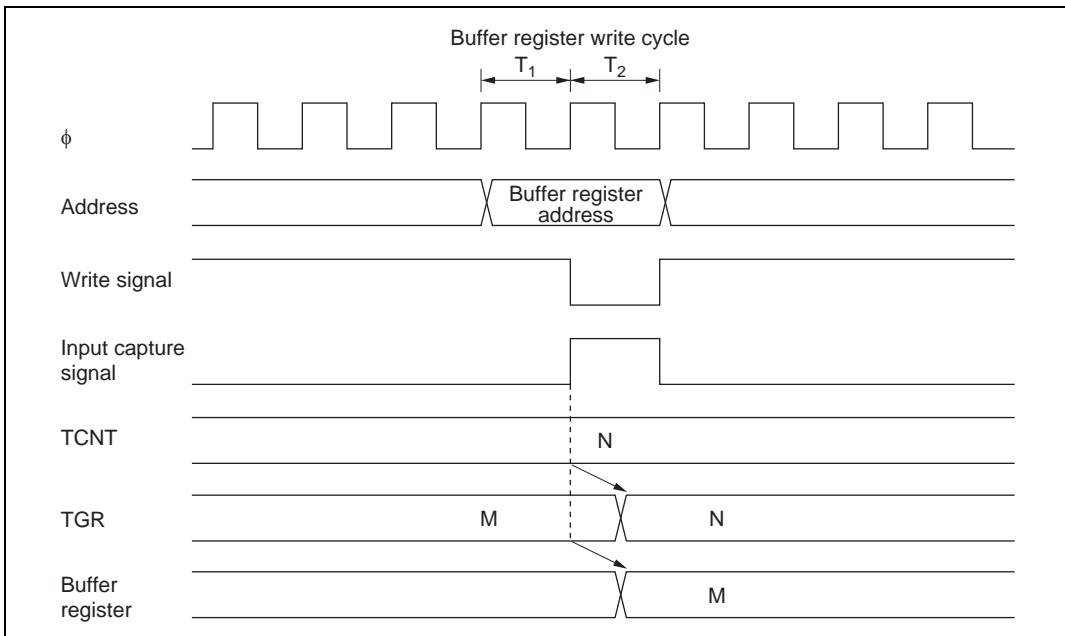 Buffer register write cycle
T1 T2
ϕ
Address
Buffer register
address
Write signal
Input capture
signal
TCNT
N
TGR
M N
Buffer
register
M